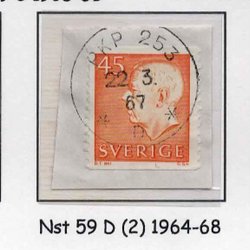 PKP 253
45
22. 3.
67
* D *
SVERIGE
Nst 59 D (2) 1964-68